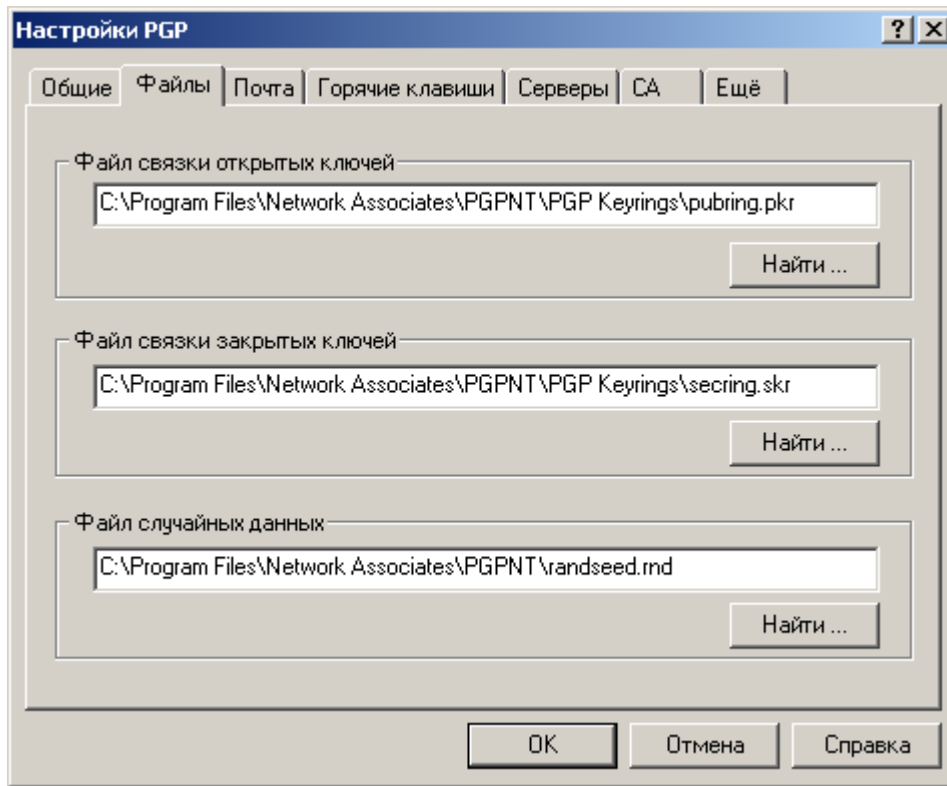 Настройки PGP
Общие Файлы Почта Горячие клавиши Серверы CA Ещё
Файл связки открытых ключей
C:\Program Files\Network Associates\PGPNT\PGP Keyrings\pubring.pkr
Найти ...
Файл связки закрытых ключей
C:\Program Files\Network Associates\PGPNT\PGP Keyrings\secring.skr
Найти ...
Файл случайных данных
C:\Program Files\Network Associates\PGPNT\randseed.rnd
Найти ...
OK Отмена Справка